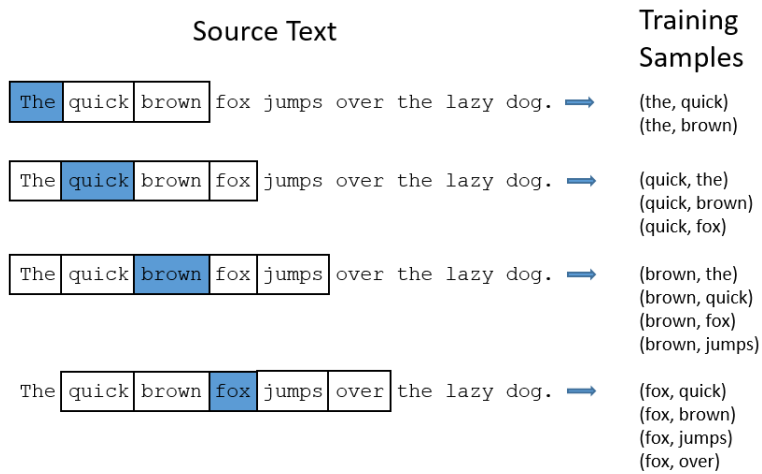 Source Text
Training
Samples
The quick brown fox jumps over the lazy dog.
(the, quick)
(the, brown)
The quick brown fox jumps over the lazy dog.
(quick, the)
(quick, brown)
(quick, fox)
The quick brown fox jumps over the lazy dog.
(brown, the)
(brown, quick)
(brown, fox)
(brown, jumps)
The quick brown fox jumps over the lazy dog.
(fox, quick)
(fox, brown)
(fox, jumps)
(fox, over)